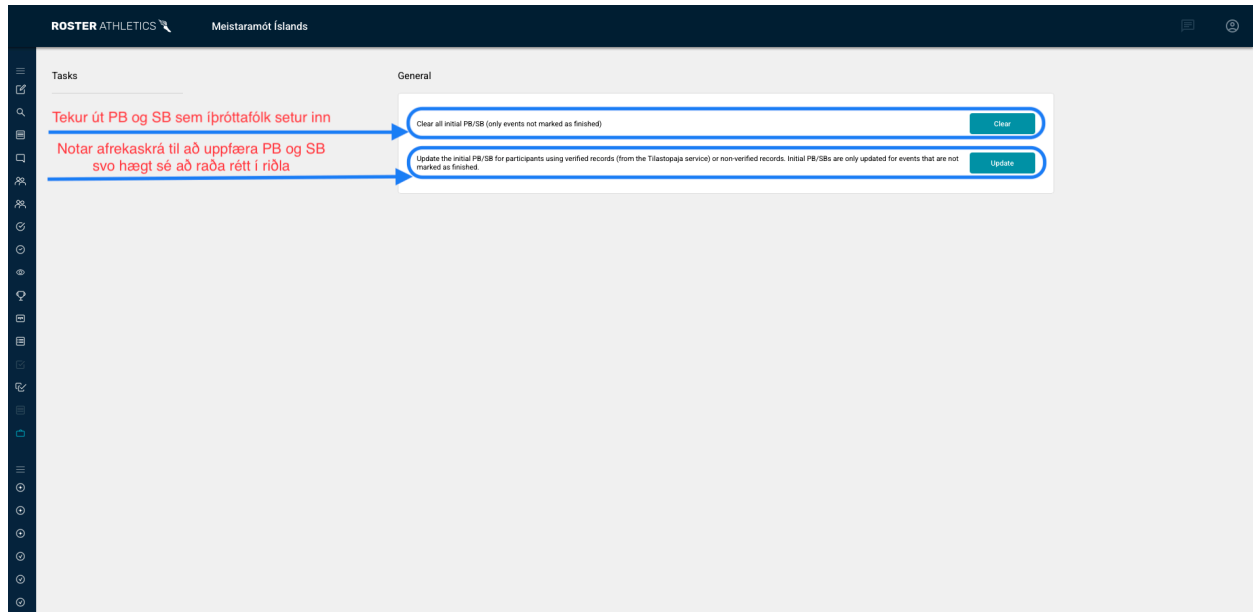 ROSTER ATHLETICS
Meistaramót Íslands
Tasks
General
Tekur út PB og SB sem íþróttafólk setur inn
Clear all initial PB/SB (only events not marked as finished)
Clear
Notar afrekaskrá til að uppfæra PB og SB
svo hægt sé að raða rétt í riðla
Update the initial PB/SB for participants using verified records (from the Tilastopaja service) or non-verified records. Initial PB/SBs are only updated for events that are not
marked as finished.
Update